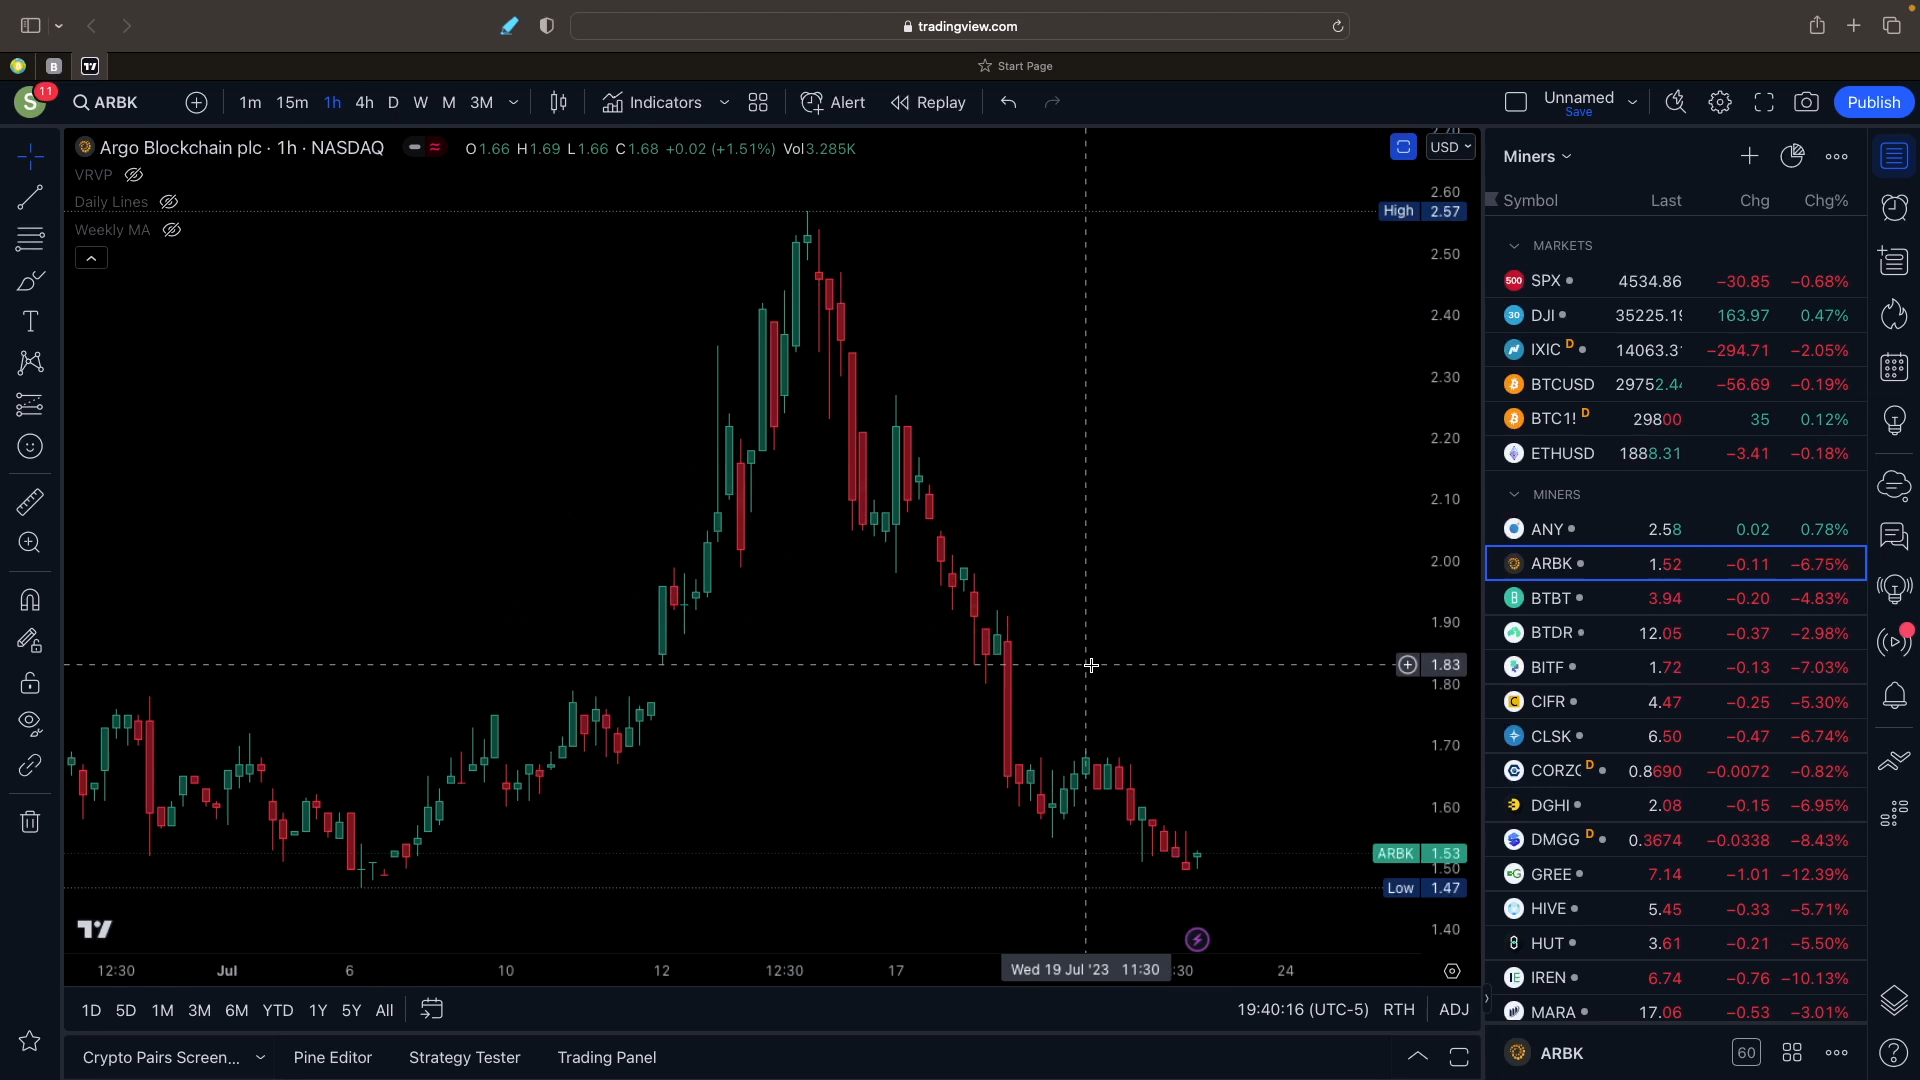 tradingview.com
B
Start Page
S
11
ARBK
1m 15m 1h 4h D W M 3M
Indicators
Alert
Replay
Unnamed
Save
Publish
Argo Blockchain plc · 1h · NASDAQ
O1.66 H1.69 L1.66 C1.68 +0.02 (+1.51%) Vol3.285K
USD
VRVP
Daily Lines
Weekly MA
2.60
High 2.57
2.50
2.40
2.30
2.20
2.10
2.00
1.90
1.83
1.80
1.70
1.60
ARBK 1.53
1.50
Low 1.47
1.40
12:30 Jul 6 10 12 12:30 17 Wed 19 Jul '23 11:30 :30 24
1D 5D 1M 3M 6M YTD 1Y 5Y All
19:40:16 (UTC-5) RTH ADJ
Crypto Pairs Screen... Pine Editor Strategy Tester Trading Panel
Miners
Symbol Last Chg Chg%
MARKETS
500 SPX 4534.86 −30.85 −0.68%
30 DJI 35225.19 163.97 0.47%
IXIC D 14063.3 −294.71 −2.05%
BTCUSD 29752.44 −56.69 −0.19%
BTC1! D 29800 35 0.12%
ETHUSD 1888.31 −3.41 −0.18%
MINERS
ANY 2.58 0.02 0.78%
ARBK 1.52 −0.11 −6.75%
BTBT 3.94 −0.20 −4.83%
BTDR 12.05 −0.37 −2.98%
BITF 1.72 −0.13 −7.03%
CIFR 4.47 −0.25 −5.30%
CLSK 6.50 −0.47 −6.74%
CORZ D 0.8690 −0.0072 −0.82%
DGHI 2.08 −0.15 −6.95%
DMGG D 0.3674 −0.0338 −8.43%
GREE 7.14 −1.01 −12.39%
HIVE 5.45 −0.33 −5.71%
HUT 3.61 −0.21 −5.50%
IREN 6.74 −0.76 −10.13%
MARA 17.06 −0.53 −3.01%
ARBK
60